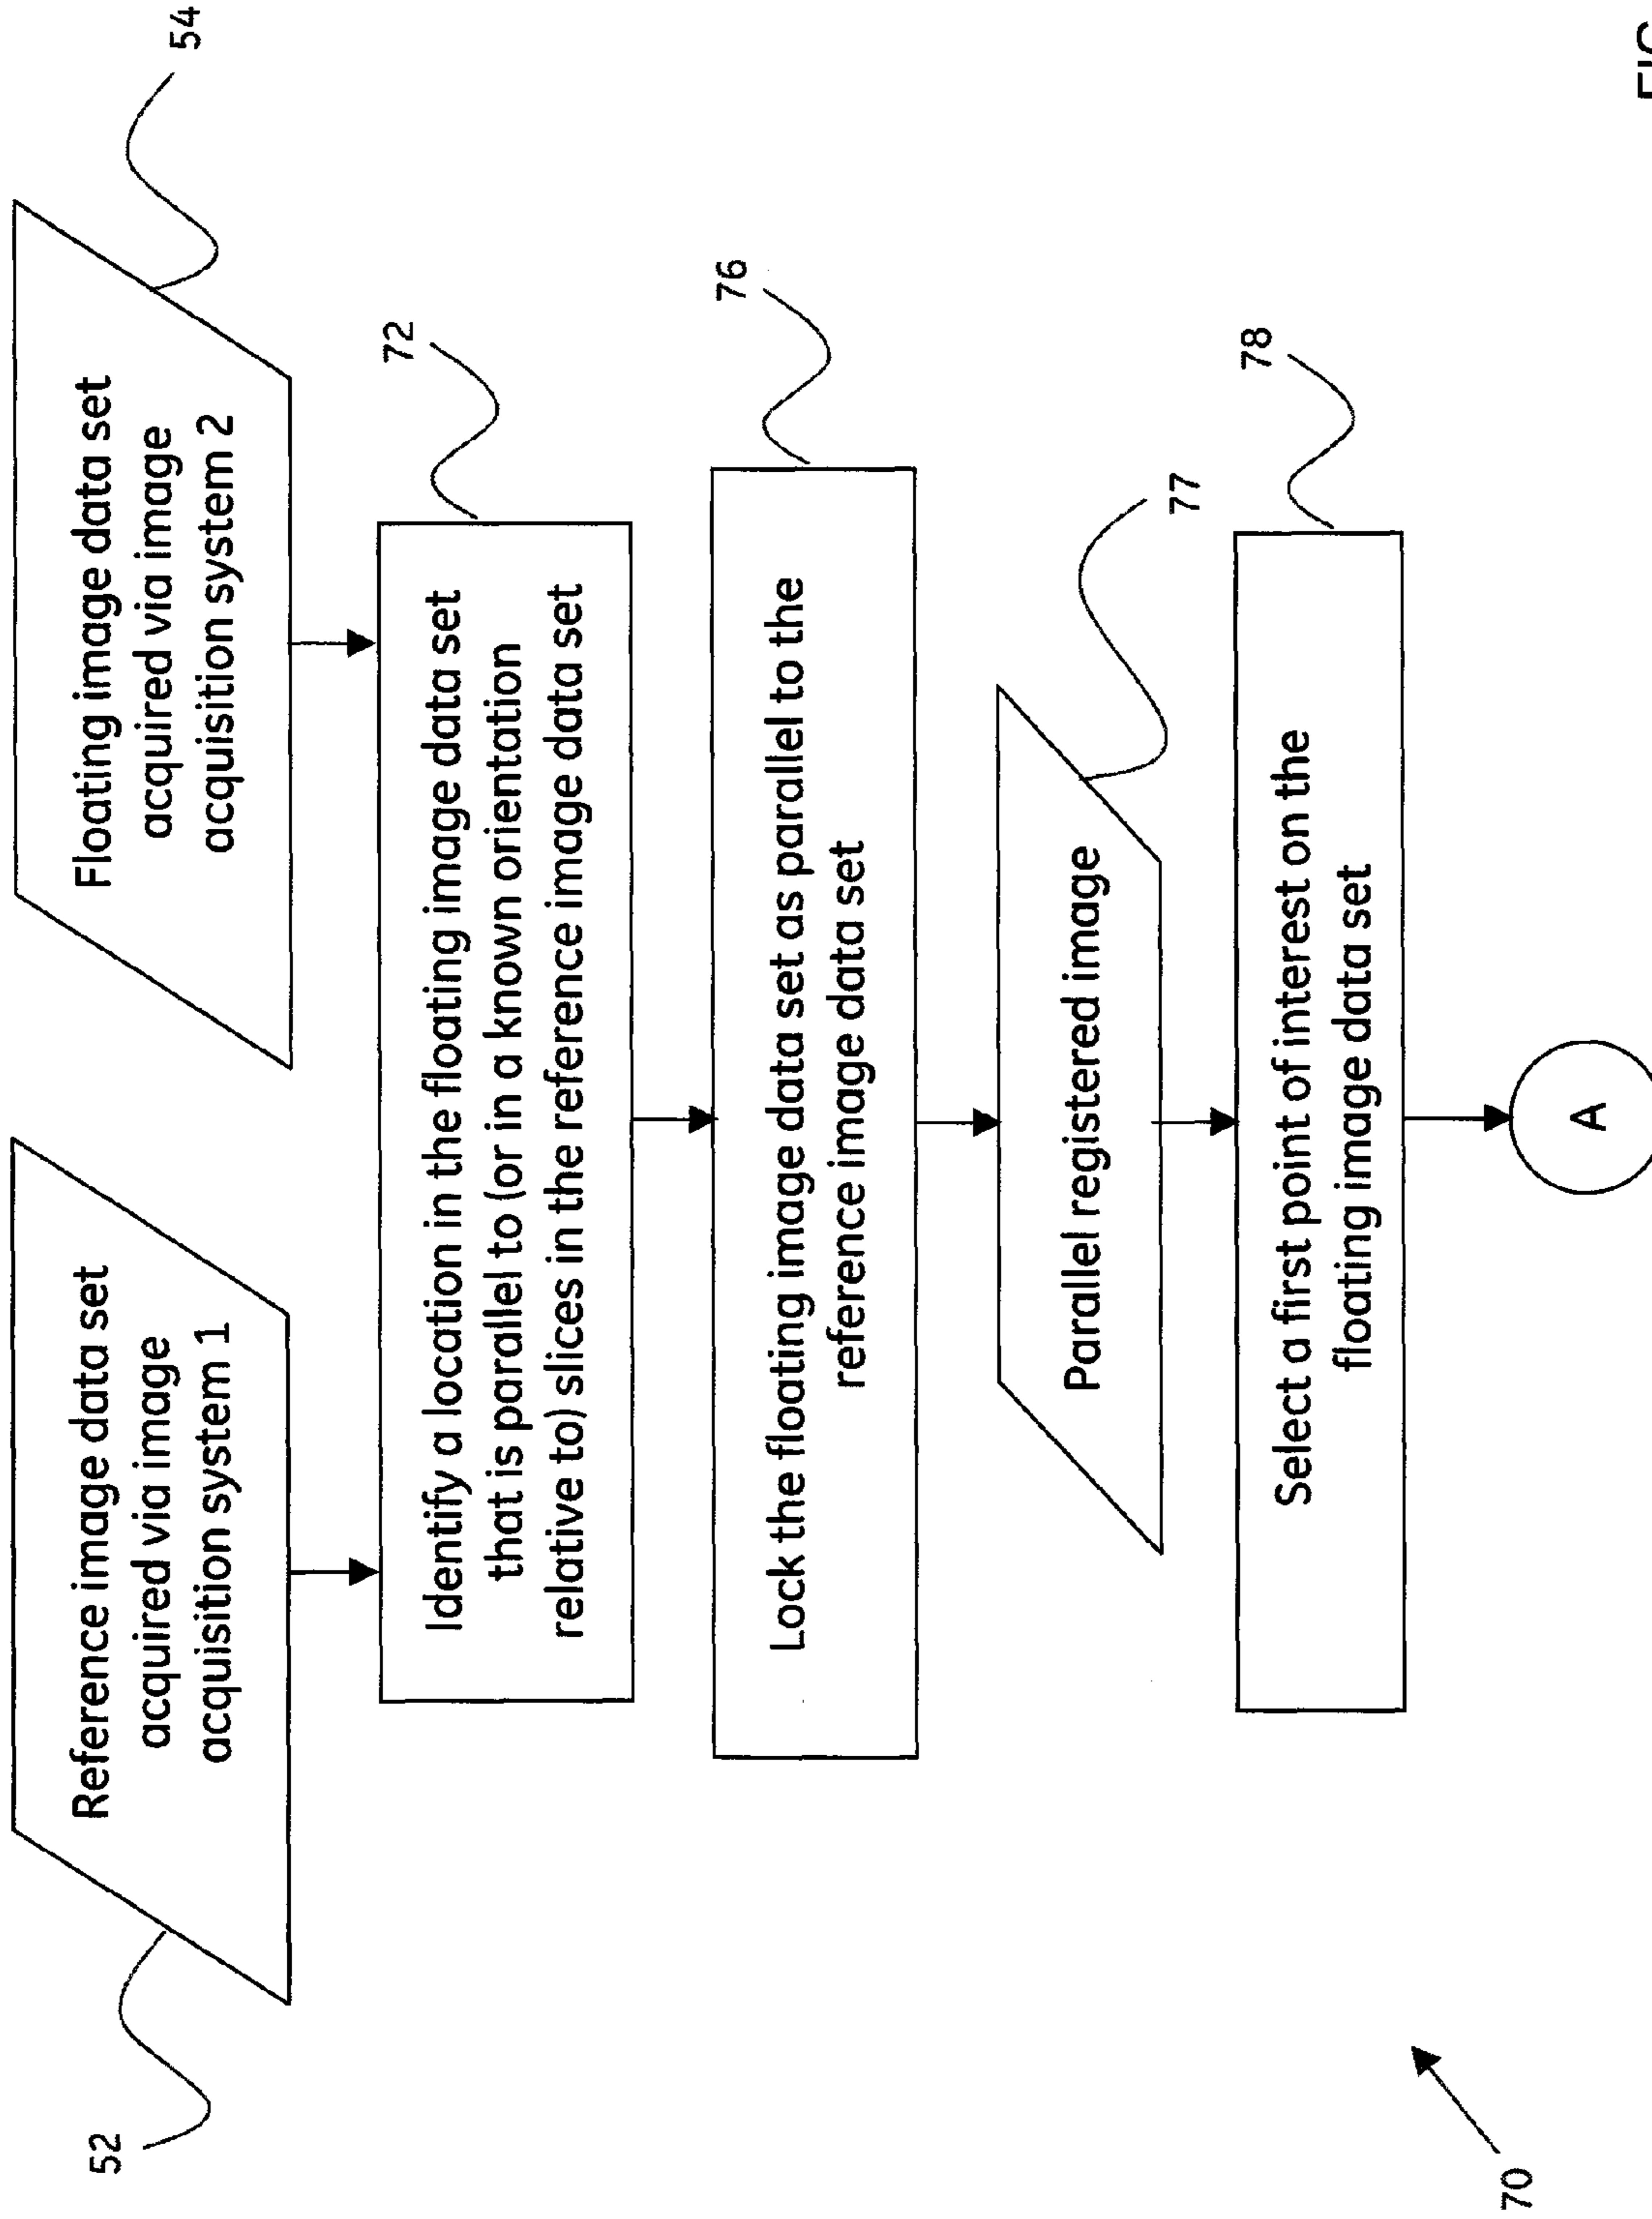 52
Reference image data set
acquired via image
acquisition system 1
Floating image data set
acquired via image
acquisition system 2
54
72
Identify a location in the floating image data set
that is parallel to (or in a known orientation
relative to) slices in the reference image data set
76
Lock the floating image data set as parallel to the
reference image data set
Parallel registered image
77
78
Select a first point of interest on the
floating image data set
A
70